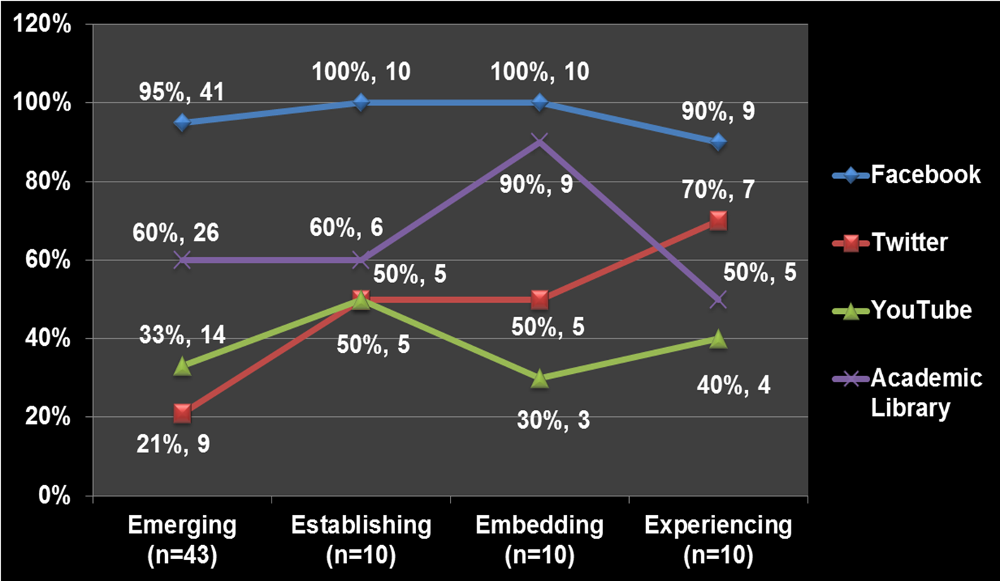 120%
100%
80%
60%
40%
20%
0%
95%, 41
100%, 10
100%, 10
90%, 9
60%, 26
60%, 6
90%, 9
50%, 5
33%, 14
50%, 5
30%, 3
40%, 4
21%, 9
50%, 5
50%, 5
70%, 7
Emerging
(n=43)
Establishing
(n=10)
Embedding
(n=10)
Experiencing
(n=10)
Facebook
Twitter
YouTube
Academic
Library